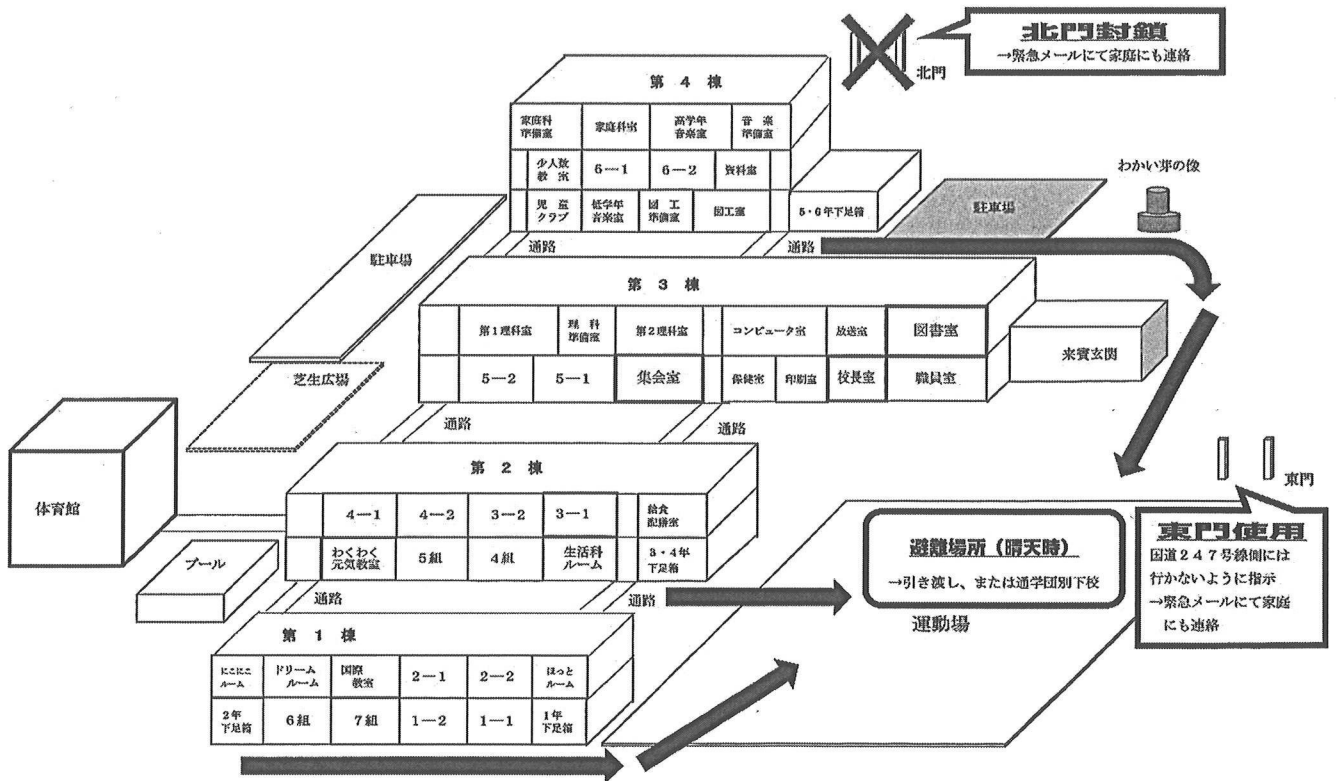 北門封鎖
→緊急メールにて家庭にも連絡
北門
第4棟
家庭科
準備室
家庭科室
高学年
音楽室
音楽
準備室
少人数
教室
6―1
6―2
資料室
児童
クラブ
低学年
音楽室
図工
準備室
図工室
5・6年下足箱
駐車場
わかい芽の像
通路
通路
駐車場
第3棟
第1理科室
理科
準備室
第2理科室
コンピュータ室
放送室
図書室
5―2
5―1
集会室
保健室
印刷室
校長室
職員室
来賓玄関
芝生広場
通路
通路
体育館
第2棟
4―1
4―2
3―2
3―1
給食
配膳室
わくわく
元気教室
5組
4組
生活科
ルーム
3・4年
下足箱
プール
通路
通路
東門
避難場所（晴天時）
→引き渡し、または通学団別下校
運動場
東門使用
国道247号線側には
行かないように指示
→緊急メールにて家庭
にも連絡
第1棟
にこにこ
ルーム
ドリーム
ルーム
国際
教室
2―1
2―2
ほっと
ルーム
2年
下足箱
6組
7組
1―2
1―1
1年
下足箱